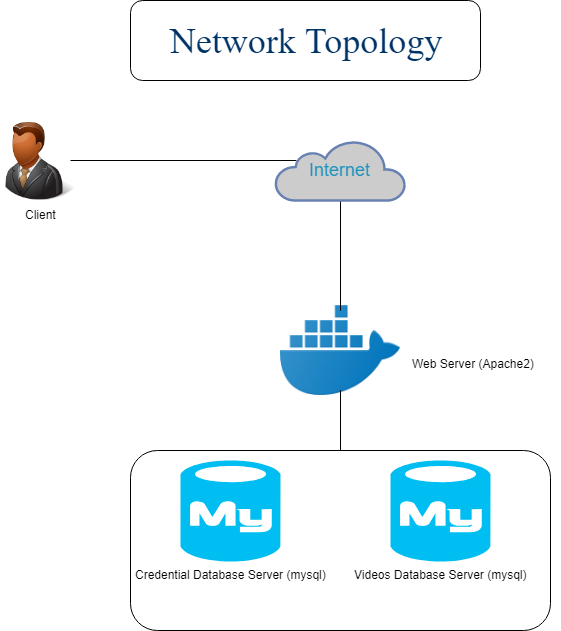 Network Topology
Internet
Client
Web Server (Apache2)
My
My
Credential Database Server (mysql)
Videos Database Server (mysql)